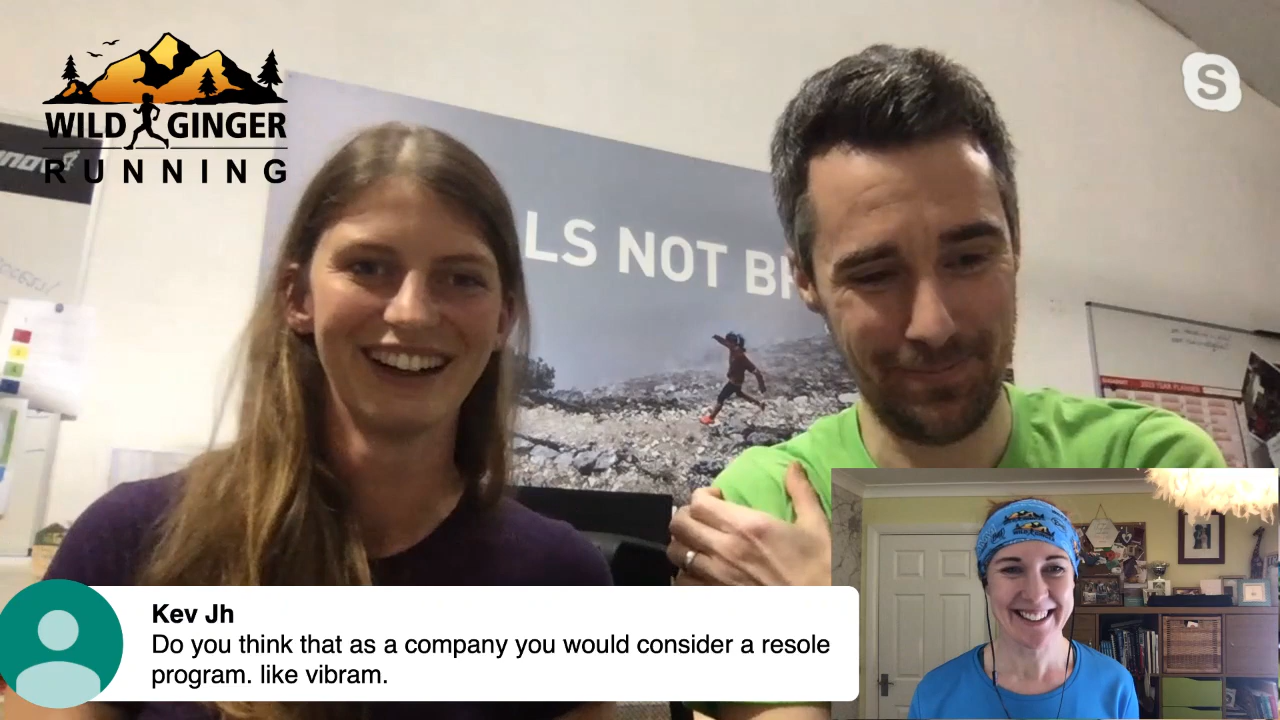 WILD GINGER
RUNNING
LS NOT
S
Kev Jh
Do you think that as a company you would consider a resole
program. like vibram.